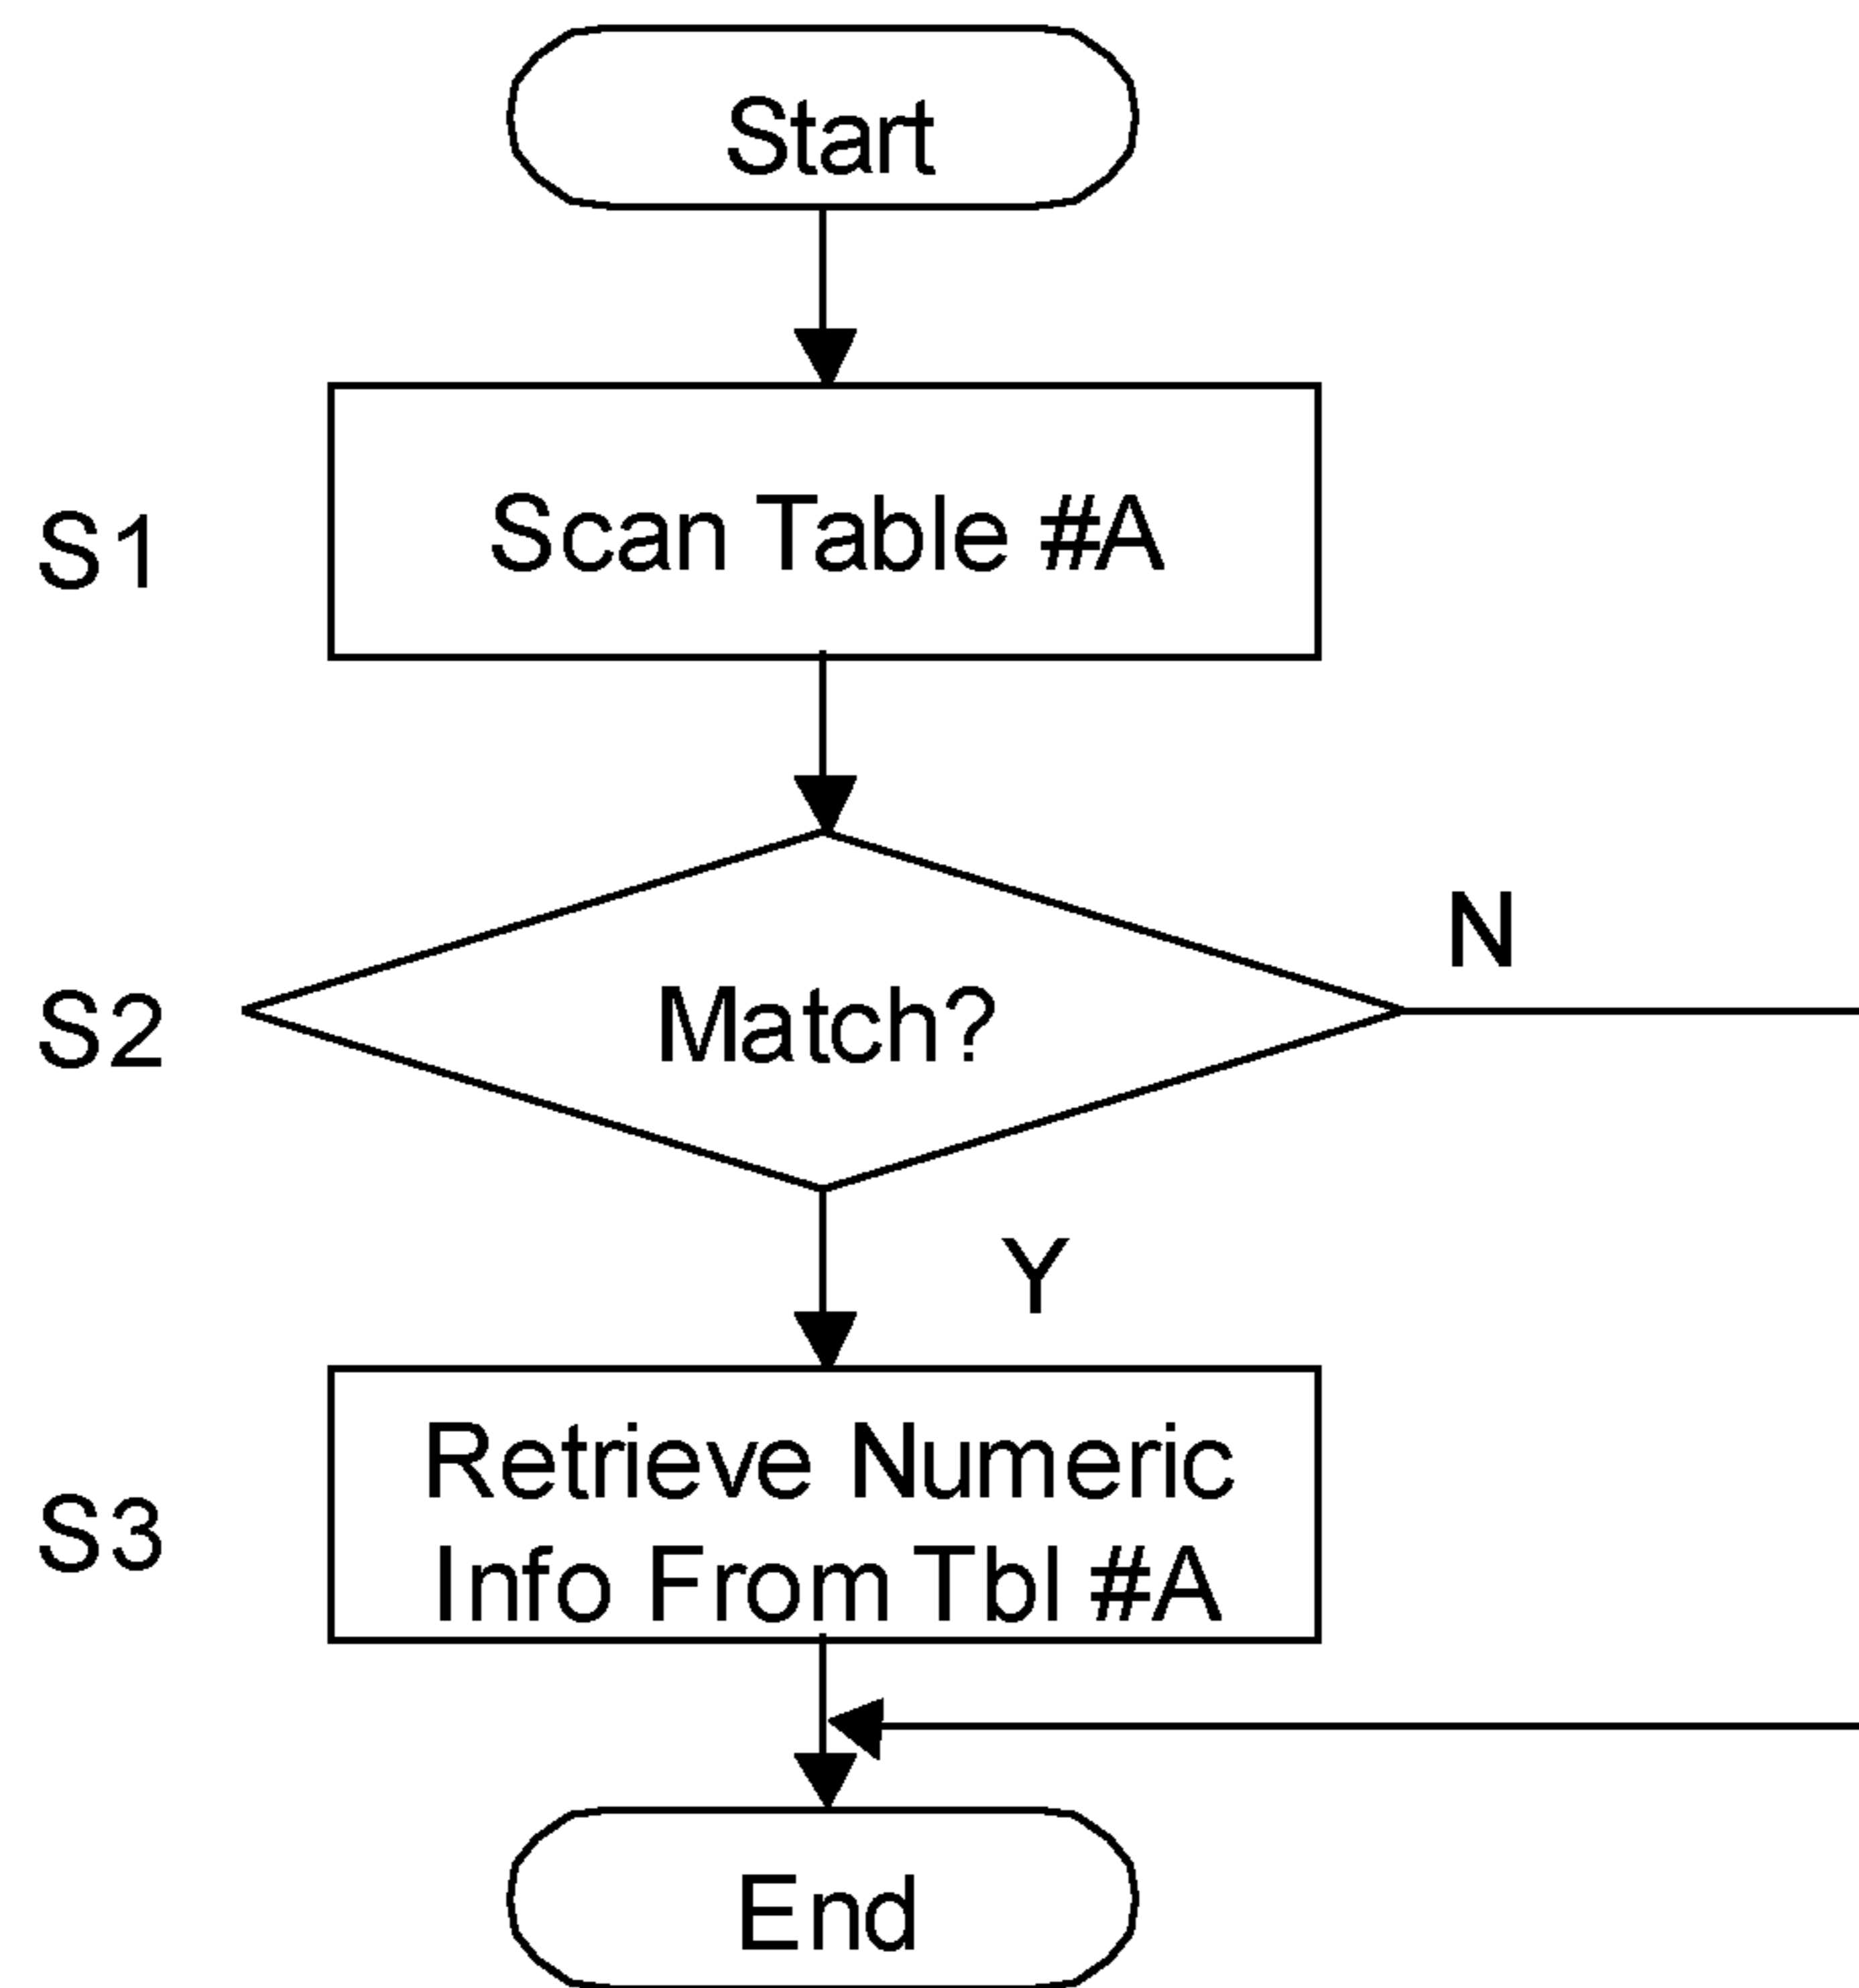 Start
S1
Scan Table #A
S2
Match?
N
Y
S3
Retrieve Numeric
Info From Tbl #A
End